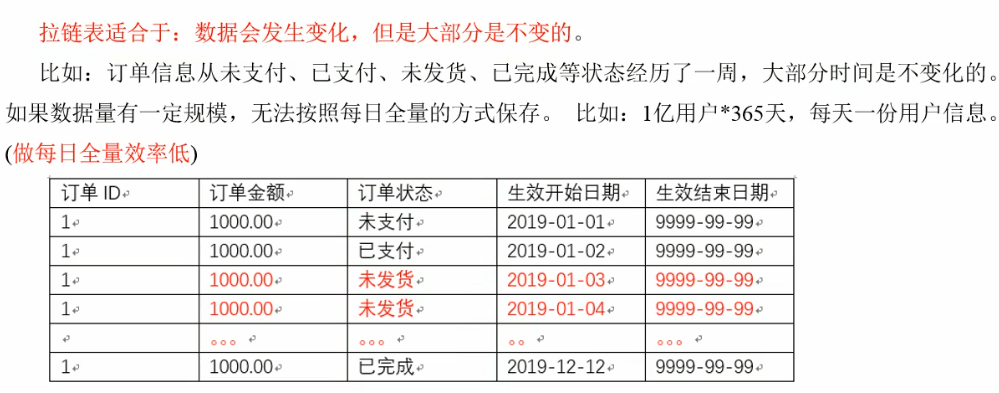 拉链表适合于：数据会发生变化，但是大部分是不变的。
比如：订单信息从未支付、已支付、未发货、已完成等状态经历了一周，大部分时间是不变化的。
如果数据量有一定规模，无法按照每日全量的方式保存。 比如：1亿用户*365天，每天一份用户信息。
(做每日全量效率低)
订单 ID 订单金额 订单状态 生效开始日期 生效结束日期
1 1000.00 未支付 2019-01-01 9999-99-99
1 1000.00 已支付 2019-01-02 9999-99-99
1 1000.00 未发货 2019-01-03 9999-99-99
1 1000.00 未发货 2019-01-04 9999-99-99
。。。 。。。 。。 。。。
1 1000.00 已完成 2019-12-12 9999-99-99